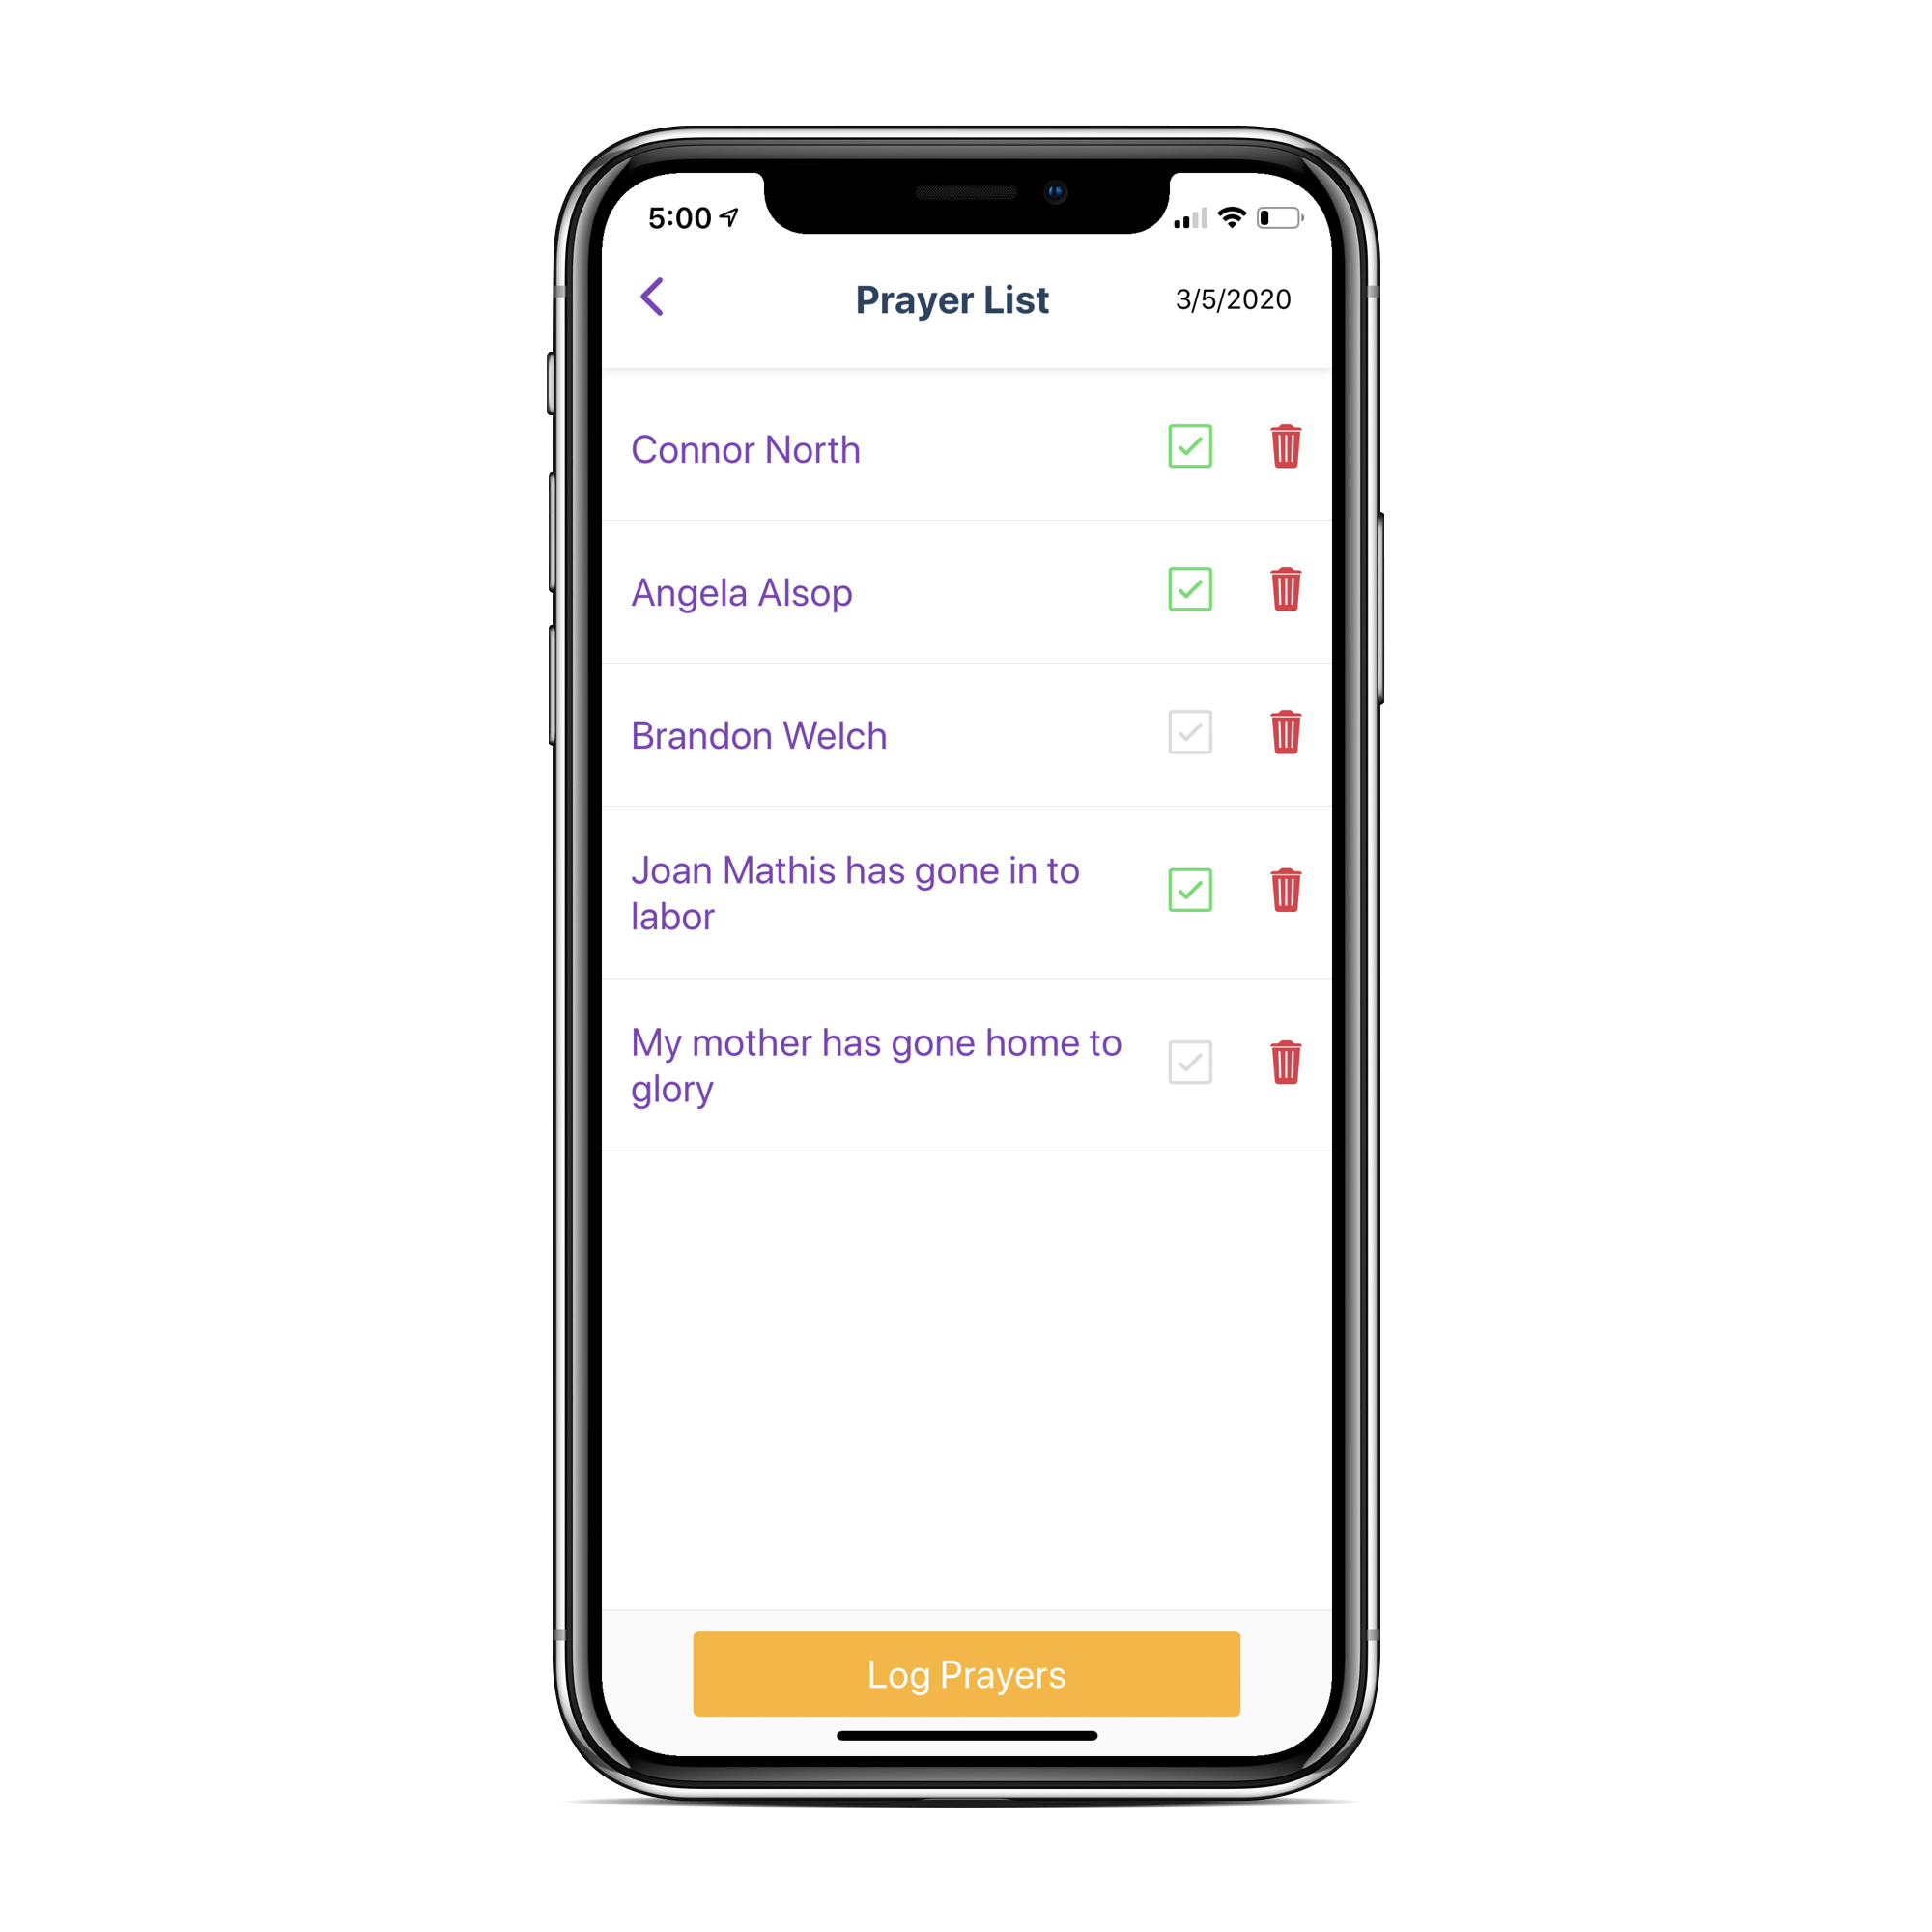 5:00
Prayer List
3/5/2020
Connor North
Angela Alsop
Brandon Welch
Joan Mathis has gone in to
labor
My mother has gone home to
glory
Log Prayers